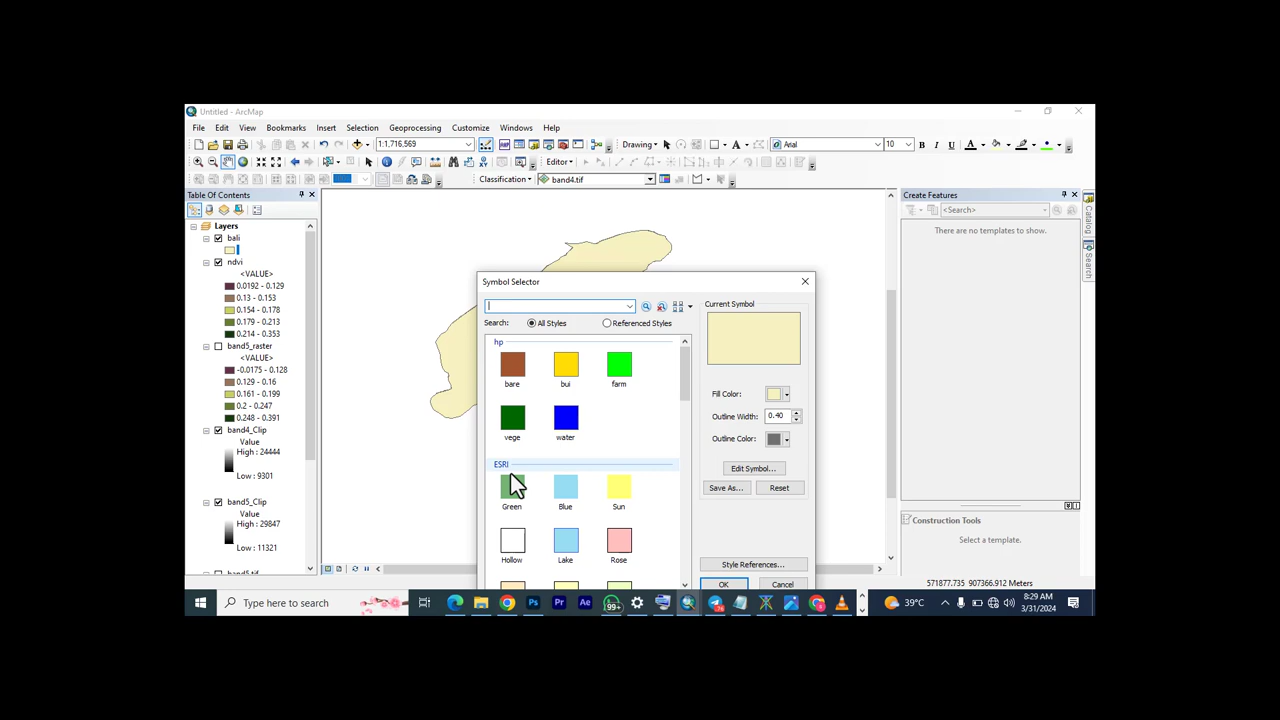 Untitled - ArcMap
File Edit View Bookmarks Insert Selection Geoprocessing Customize Windows Help
1:1,716,569 Drawing Arial 10 B I U A
Editor
Classification band4.tif
Table Of Contents
Create Features
<Search>
There are no templates to show.
Catalog
Search
Layers
bali
ndvi
<VALUE>
0.0192 - 0.129
0.13 - 0.153
0.154 - 0.178
0.179 - 0.213
0.214 - 0.353
band5_raster
<VALUE>
-0.0175 - 0.128
0.129 - 0.16
0.161 - 0.199
0.2 - 0.247
0.248 - 0.391
band4_Clip
Value
High : 24444
Low : 9301
band5_Clip
Value
High : 29847
Low : 11321
band5.tif
Symbol Selector
Search: All Styles Referenced Styles
hp
bare bui farm
vege water
ESRI
Green Blue Sun
Hollow Lake Rose
Current Symbol
Fill Color:
Outline Width: 0.40
Outline Color:
Edit Symbol...
Save As... Reset
Style References...
OK Cancel
Construction Tools
Select a template.
571877.735 907366.912 Meters
Type here to search
99+
39°C
8:29 AM
3/31/2024